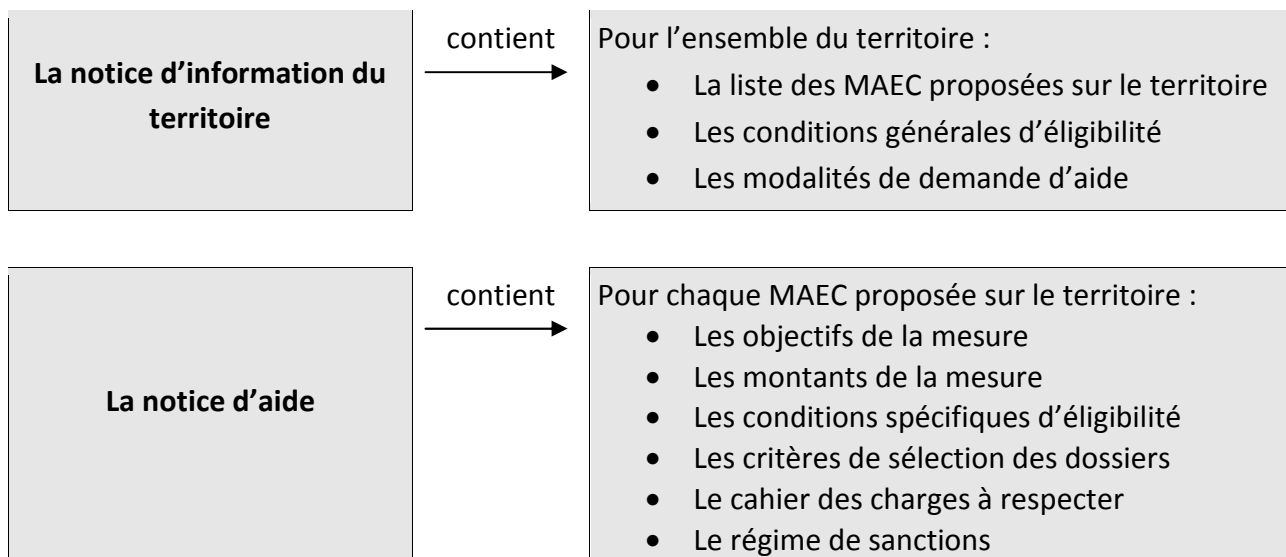 La notice d'information du
territoire
contient
Pour l'ensemble du territoire :
• La liste des MAEC proposées sur le territoire
• Les conditions générales d'éligibilité
• Les modalités de demande d'aide
La notice d'aide
contient
Pour chaque MAEC proposée sur le territoire :
• Les objectifs de la mesure
• Les montants de la mesure
• Les conditions spécifiques d'éligibilité
• Les critères de sélection des dossiers
• Le cahier des charges à respecter
• Le régime de sanctions